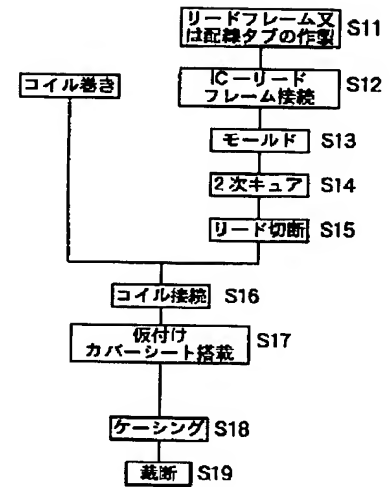 リードフレーム又
は配線タブの作製
S11
コイル巻き
ICーリード
フレーム接続
S12
モールド
S13
2次キュア
S14
リード切断
S15
コイル接続
S16
仮付け
カバーシート搭載
S17
ケーシング
S18
裁断
S19